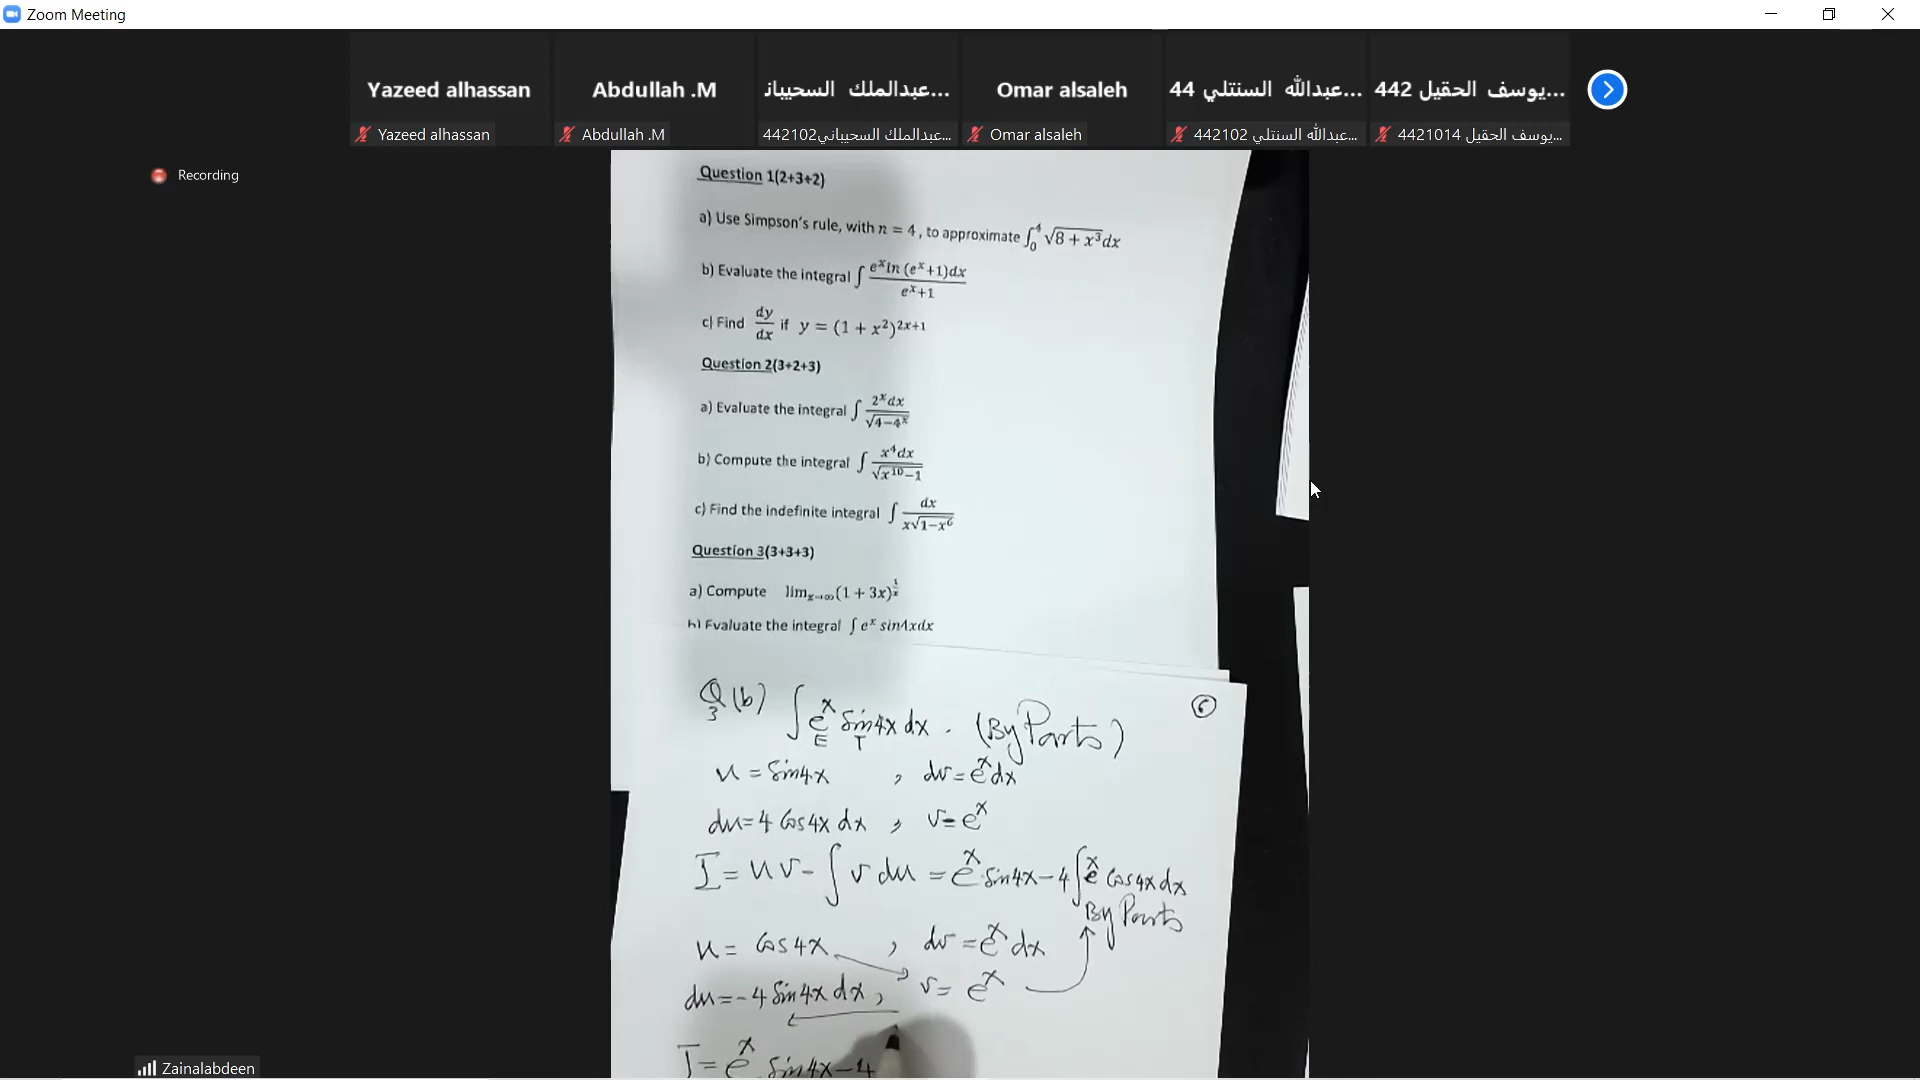 Zoom Meeting
Yazeed alhassan
Abdullah .M
عبدالملك السحيباني...
Omar alsaleh
عبدالله السنتلي 44...
يوسف الحقيل 442...
Yazeed alhassan
Abdullah .M
عبدالملك السحيباني442102...
Omar alsaleh
عبدالله السنتلي 442102...
يوسف الحقيل 4421014...
Recording
Question 1(2+3+2)
a) Use Simpson's rule, with n = 4, to approximate ∫₀⁴ √(8 + x³)dx
b) Evaluate the integral ∫ eˣln (eˣ+1)dx / eˣ+1
c) Find dy/dx if y = (1 + x²)²ˣ⁺¹
Question 2(3+2+3)
a) Evaluate the integral ∫ 2ˣdx / √(4−4ˣ)
b) Compute the integral ∫ x⁴dx / √(x¹⁰−1)
c) Find the indefinite integral ∫ dx / x√(1−x⁶)
Question 3(3+3+3)
a) Compute lim x→∞ (1 + 3x)^(1/x)
b) Evaluate the integral ∫ eˣ sin4xdx
Q3 (b) ∫ eˣ Sin4x dx . (By Parts) 6
E T
u = Sin4x , dv = eˣdx
du = 4 Cos4x dx , v = eˣ
I = uv - ∫ v du = eˣ Sin4x - 4 ∫ eˣ Cos4x dx
By Parts
u = Cos4x , dv = eˣ dx
du = -4 Sin4x dx, v = eˣ
I = eˣ Sin4x - 4
Zainalabdeen